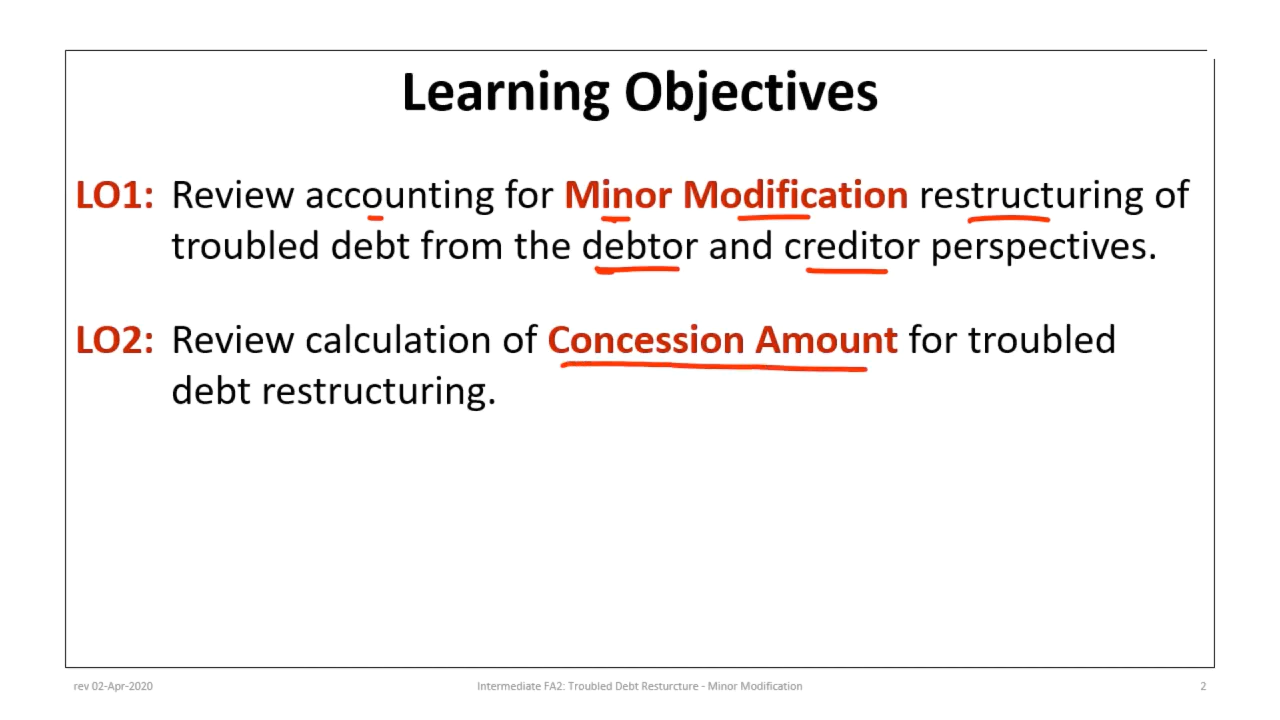 Learning Objectives
LO1: Review accounting for Minor Modification restructuring of
troubled debt from the debtor and creditor perspectives.
LO2: Review calculation of Concession Amount for troubled
debt restructuring.
rev 02-Apr-2020 Intermediate FA2: Troubled Debt Resturcture - Minor Modification 2